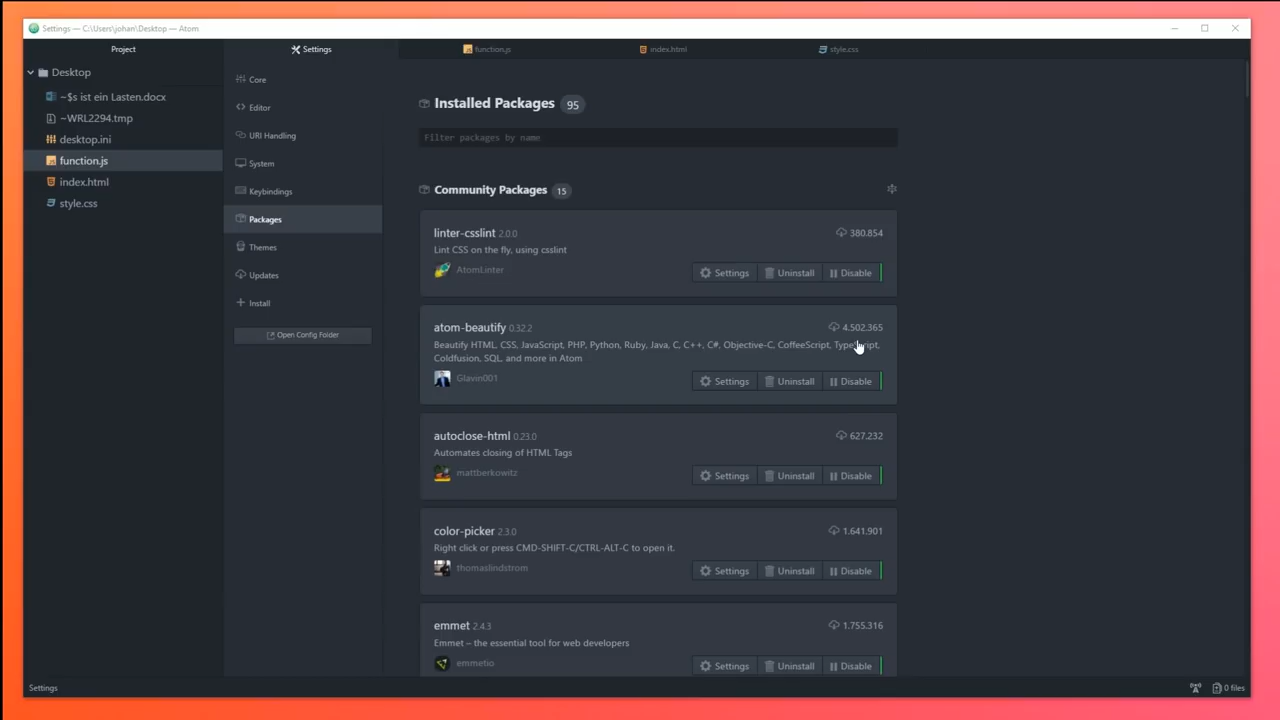 Settings — C:\Users\johan\Desktop — Atom
Project
Settings
function.js
index.html
style.css
Desktop
~$s ist ein Lasten.docx
~WRL2294.tmp
desktop.ini
function.js
index.html
style.css
Core
Editor
URI Handling
System
Keybindings
Packages
Themes
Updates
Install
Open Config Folder
Installed Packages 95
Filter packages by name
Community Packages 15
linter-csslint 2.0.0 380.854
Lint CSS on the fly, using csslint
AtomLinter Settings Uninstall Disable
atom-beautify 0.32.2 4.502.365
Beautify HTML, CSS, JavaScript, PHP, Python, Ruby, Java, C, C++, C#, Objective-C, CoffeeScript, TypeScript,
Coldfusion, SQL, and more in Atom
Glavin001 Settings Uninstall Disable
autoclose-html 0.23.0 627.232
Automates closing of HTML Tags
mattberkowitz Settings Uninstall Disable
color-picker 2.3.0 1.641.901
Right click or press CMD-SHIFT-C/CTRL-ALT-C to open it.
thomaslindstrom Settings Uninstall Disable
emmet 2.4.3 1.755.316
Emmet – the essential tool for web developers
emmetio Settings Uninstall Disable
Settings
0 files